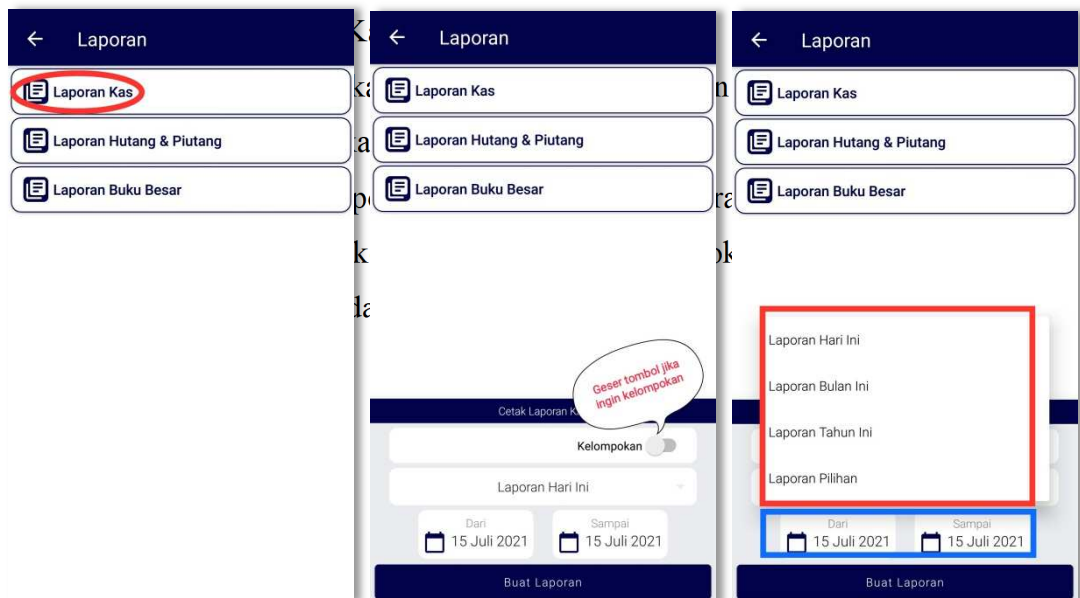 Laporan
Laporan Kas
Laporan Hutang & Piutang
Laporan Buku Besar
Laporan
Laporan Kas
Laporan Hutang & Piutang
Laporan Buku Besar
Geser tombol jika
ingin kelompokan
Cetak Laporan
Kelompokan
Laporan Hari Ini
Dari
Sampai
15 Juli 2021
15 Juli 2021
Buat Laporan
Laporan
Laporan Kas
Laporan Hutang & Piutang
Laporan Buku Besar
Laporan Hari Ini
Laporan Bulan Ini
Laporan Tahun Ini
Laporan Pilihan
Dari
Sampai
15 Juli 2021
15 Juli 2021
Buat Laporan